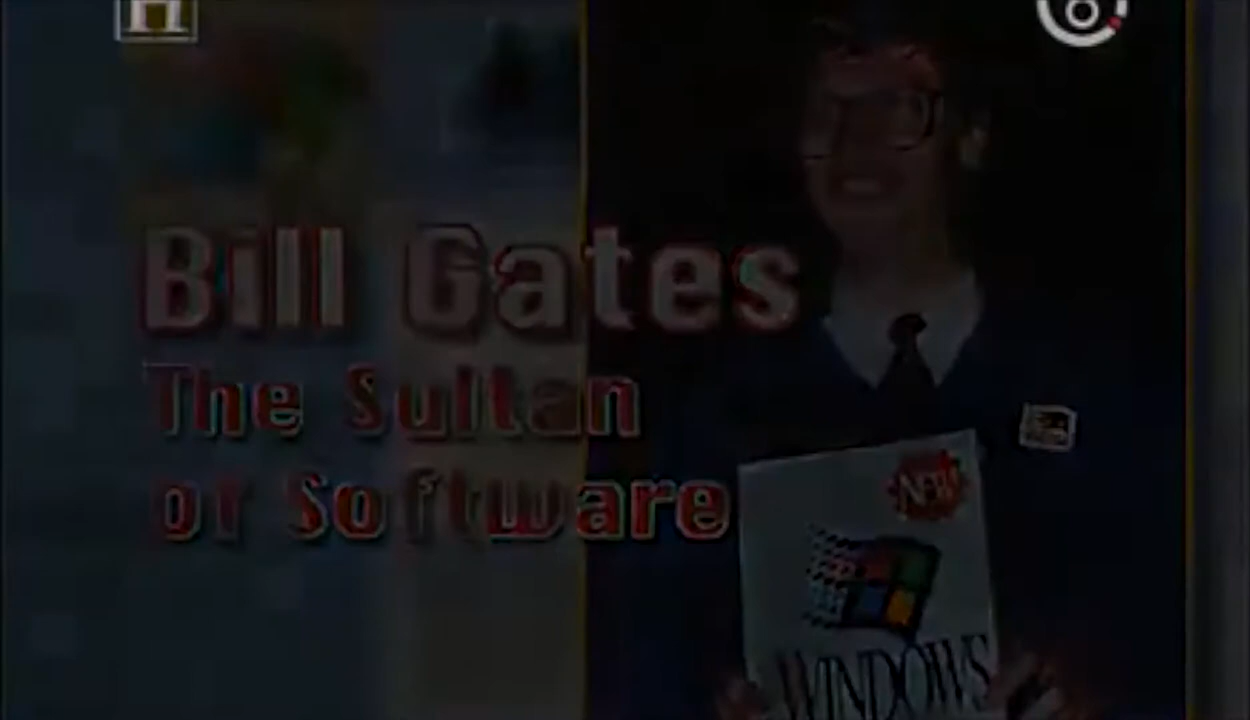 H
Bill Gates
The Sultan
of Software
NEW!
WINDOWS